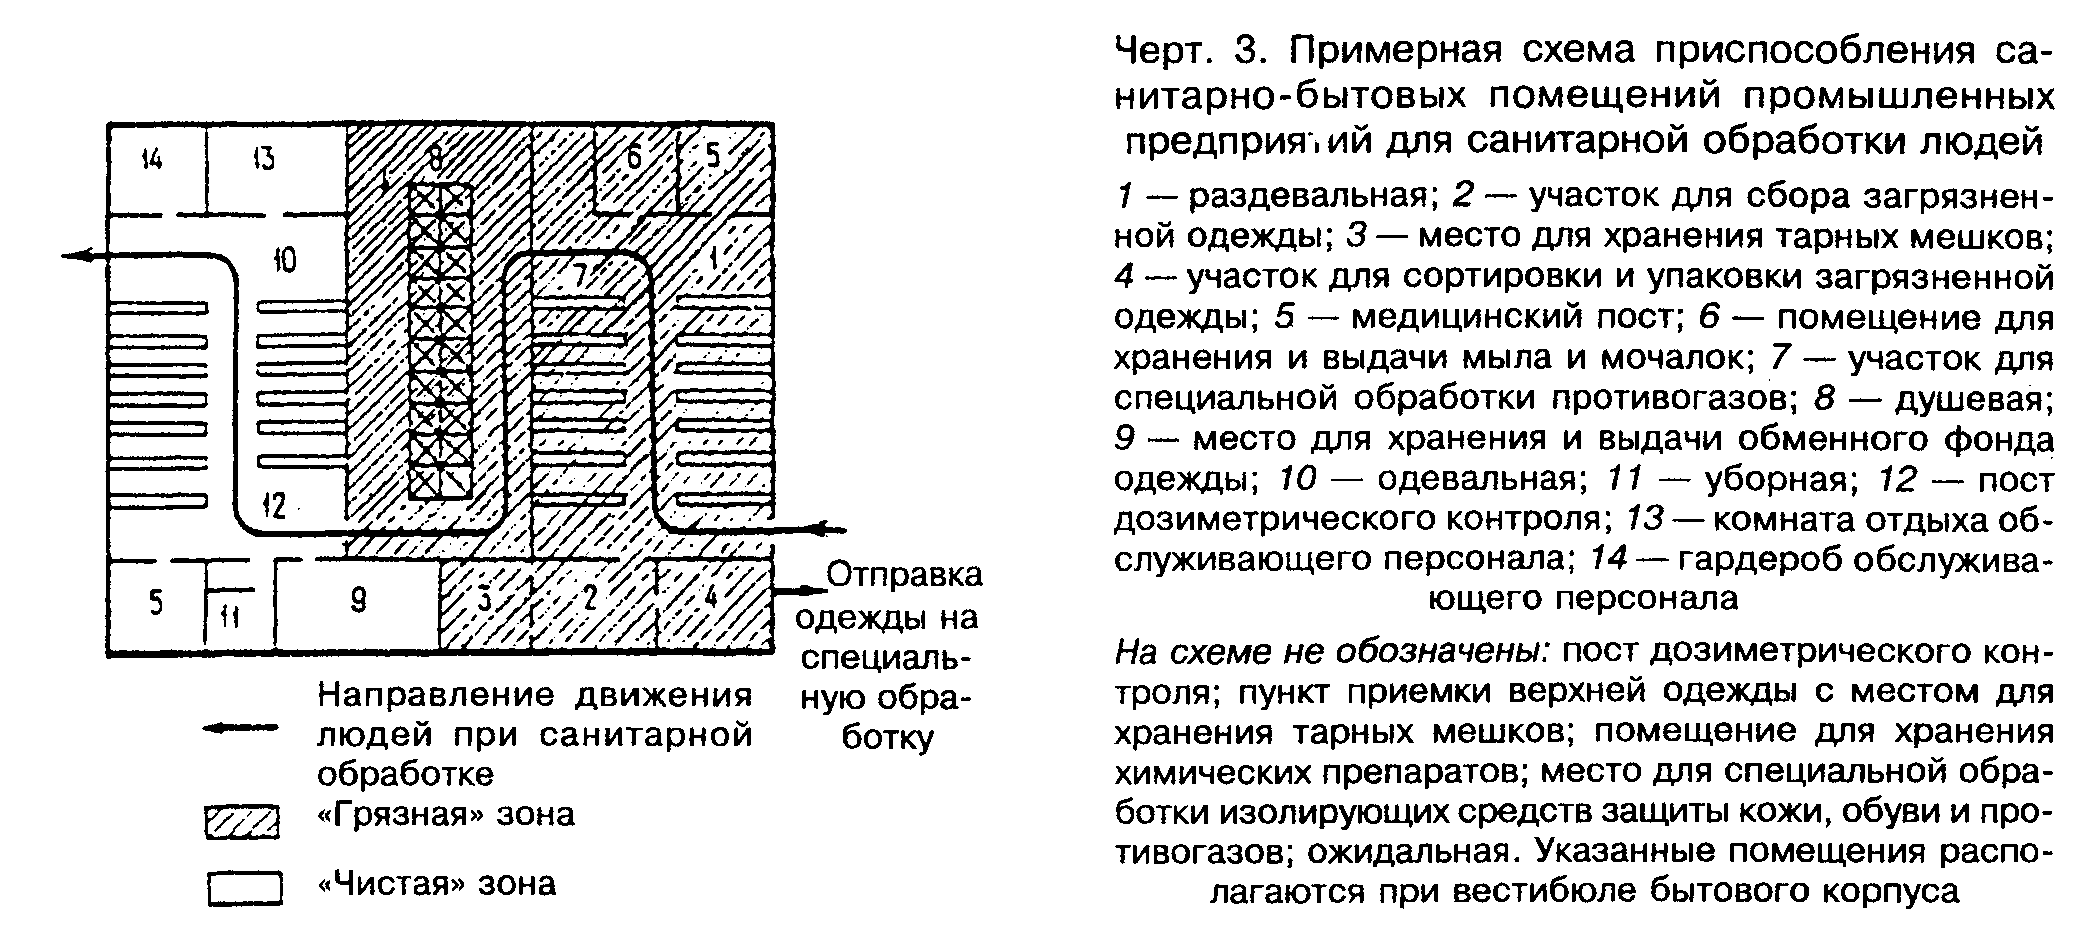 14
13
8
6
5
10
7
1
12
5
11
9
3
2
4
Отправка
одежды на
специаль-
ную обра-
ботку
Направление движения
людей при санитарной
обработке
«Грязная» зона
«Чистая» зона
Черт. 3. Примерная схема приспособления са-
нитарно-бытовых помещений промышленных
предприятий для санитарной обработки людей
1 — раздевальная; 2 — участок для сбора загрязнен-
ной одежды; 3 — место для хранения тарных мешков;
4 — участок для сортировки и упаковки загрязненной
одежды; 5 — медицинский пост; 6 — помещение для
хранения и выдачи мыла и мочалок; 7 — участок для
специальной обработки противогазов; 8 — душевая;
9 — место для хранения и выдачи обменного фонда
одежды; 10 — одевальная; 11 — уборная; 12 — пост
дозиметрического контроля; 13 — комната отдыха об-
служивающего персонала; 14 — гардероб обслужива-
ющего персонала
На схеме не обозначены: пост дозиметрического кон-
троля; пункт приемки верхней одежды с местом для
хранения тарных мешков; помещение для хранения
химических препаратов; место для специальной обра-
ботки изолирующих средств защиты кожи, обуви и про-
тивогазов; ожидальная. Указанные помещения распо-
лагаются при вестибюле бытового корпуса